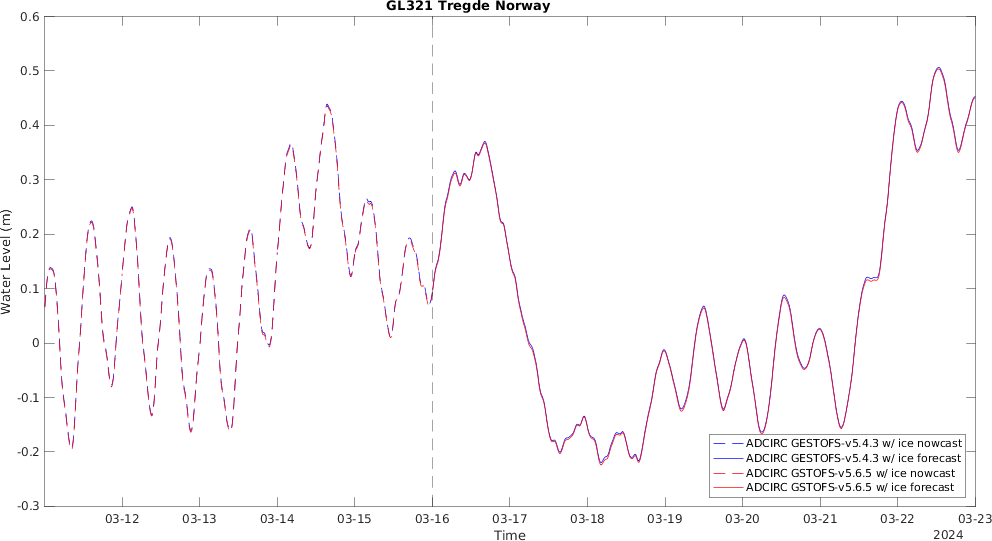 GL321 Tregde Norway
0.6
0.5
0.4
0.3
0.2
0.1
0
-0.1
-0.2
-0.3
Water Level (m)
ADCIRC GESTOFS-v5.4.3 w/ ice nowcast
ADCIRC GESTOFS-v5.4.3 w/ ice forecast
ADCIRC GSTOFS-v5.6.5 w/ ice nowcast
ADCIRC GSTOFS-v5.6.5 w/ ice forecast
03-12 03-13 03-14 03-15 03-16 03-17 03-18 03-19 03-20 03-21 03-22 03-23
Time
2024